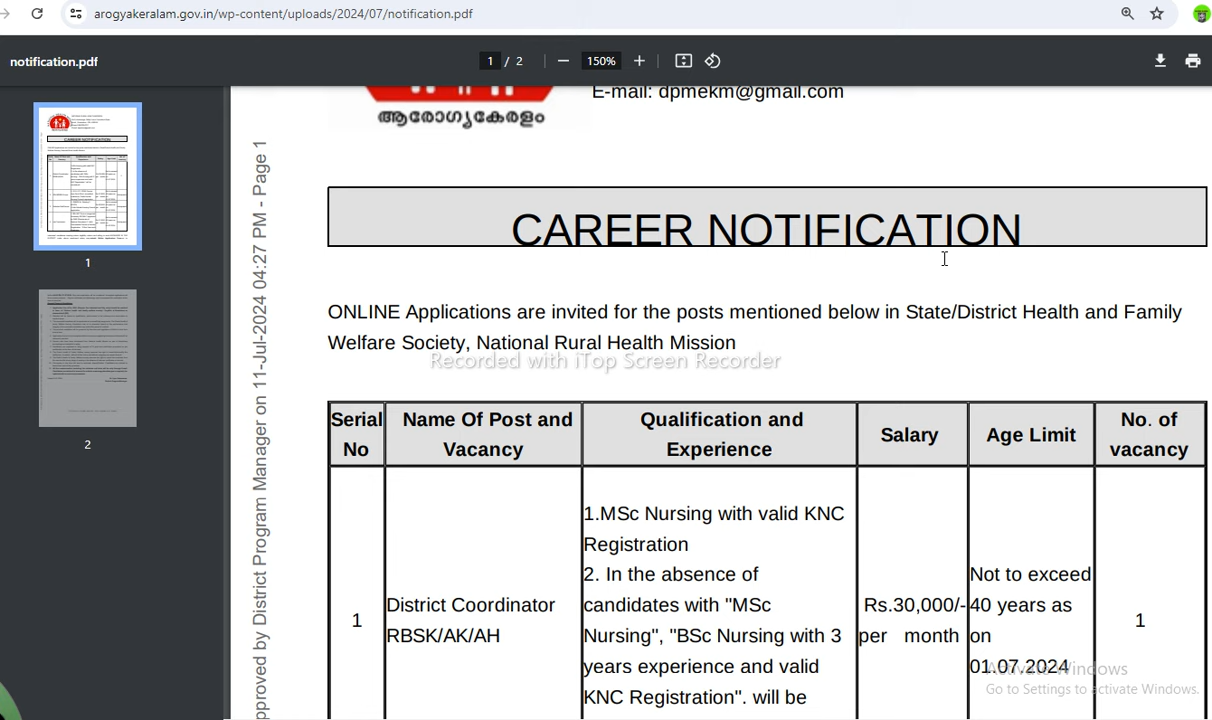 arogyakeralam.gov.in/wp-content/uploads/2024/07/notification.pdf
notification.pdf
1 / 2
150%
E-mail: dpmekm@gmail.com
ആരോഗ്യകേരളം
CAREER NOTIFICATION
ONLINE Applications are invited for the posts mentioned below in State/District Health and Family
Welfare Society, National Rural Health Mission
Recorded with iTop Screen Recorder
Serial No
Name Of Post and Vacancy
Qualification and Experience
Salary
Age Limit
No. of vacancy
1
District Coordinator
RBSK/AK/AH
1.MSc Nursing with valid KNC
Registration
2. In the absence of
candidates with "MSc
Nursing", "BSc Nursing with 3
years experience and valid
KNC Registration". will be
Rs.30,000/-
per month
Not to exceed
40 years as
on
01.07.2024
1
Activate Windows
Go to Settings to activate Windows.
pproved by District Program Manager on 11-Jul-2024 04:27 PM - Page 1
CAREER NOTIFICATION
1
2